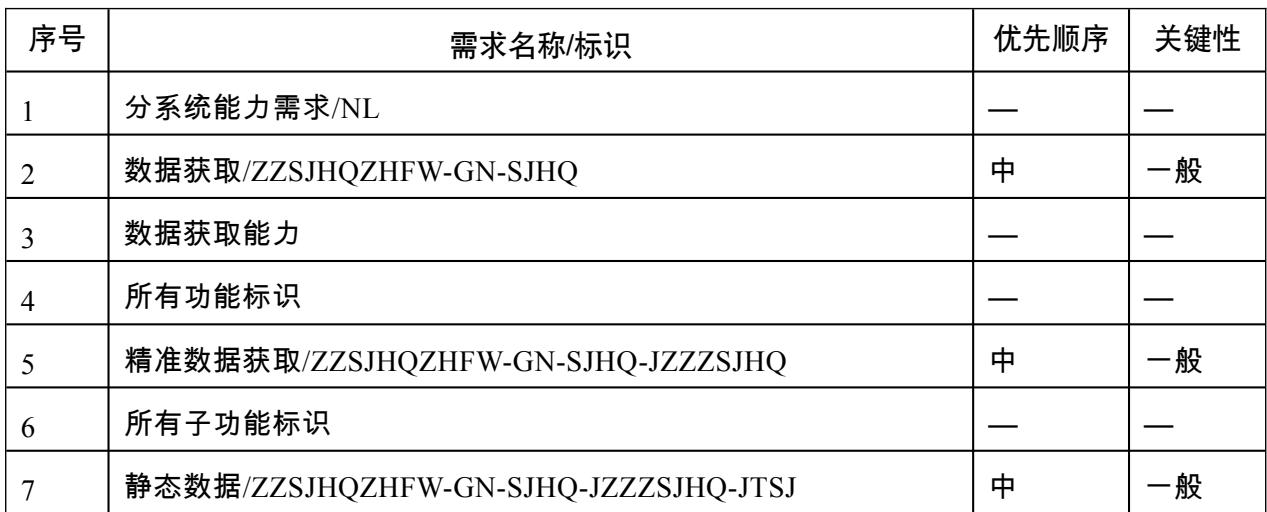 序号 需求名称/标识 优先顺序 关键性
1 分系统能力需求/NL — —
2 数据获取/ZZSJHQZHFW-GN-SJHQ 中 一般
3 数据获取能力 — —
4 所有功能标识 — —
5 精准数据获取/ZZSJHQZHFW-GN-SJHQ-JZZZSJHQ 中 一般
6 所有子功能标识 — —
7 静态数据/ZZSJHQZHFW-GN-SJHQ-JZZZSJHQ-JTSJ 中 一般